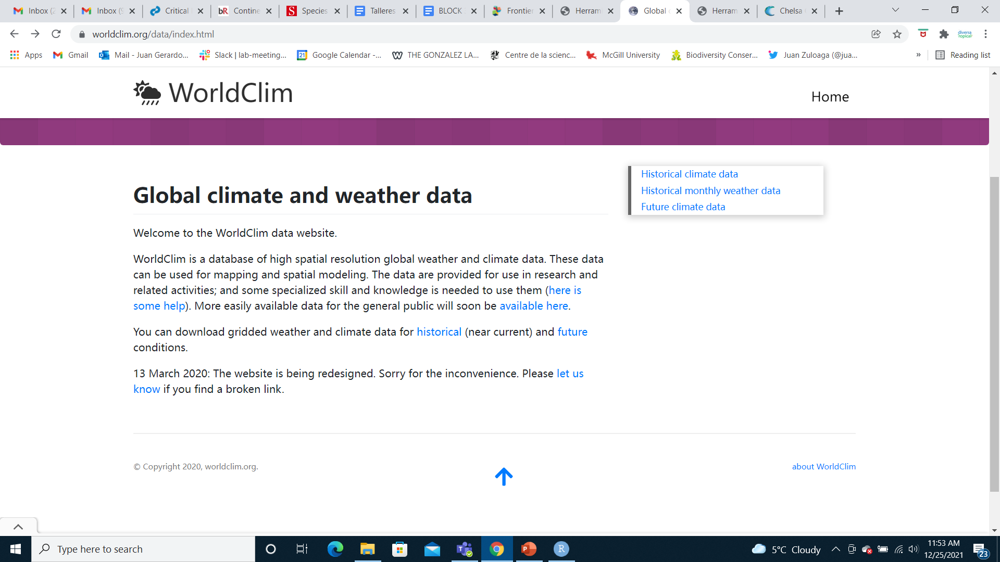 Inbox (2
Inbox (9
Critical
Contine
Species
Talleres
BLOCK
Frontier
Herrami
Global c
Herram
Chelsa
worldclim.org/data/index.html
Apps
Gmail
Mail - Juan Gerardo...
Slack | lab-meeting...
Google Calendar -...
THE GONZALEZ LA...
Centre de la scienc...
McGill University
Biodiversity Conser...
Juan Zuloaga (@jua...
»
Reading list
WorldClim
Home
Historical climate data
Historical monthly weather data
Future climate data
Global climate and weather data
Welcome to the WorldClim data website.
WorldClim is a database of high spatial resolution global weather and climate data. These data
can be used for mapping and spatial modeling. The data are provided for use in research and
related activities; and some specialized skill and knowledge is needed to use them (here is
some help). More easily available data for the general public will soon be available here.
You can download gridded weather and climate data for historical (near current) and future
conditions.
13 March 2020: The website is being redesigned. Sorry for the inconvenience. Please let us
know if you find a broken link.
© Copyright 2020, worldclim.org.
about WorldClim
Type here to search
5°C Cloudy
11:53 AM
12/25/2021
23